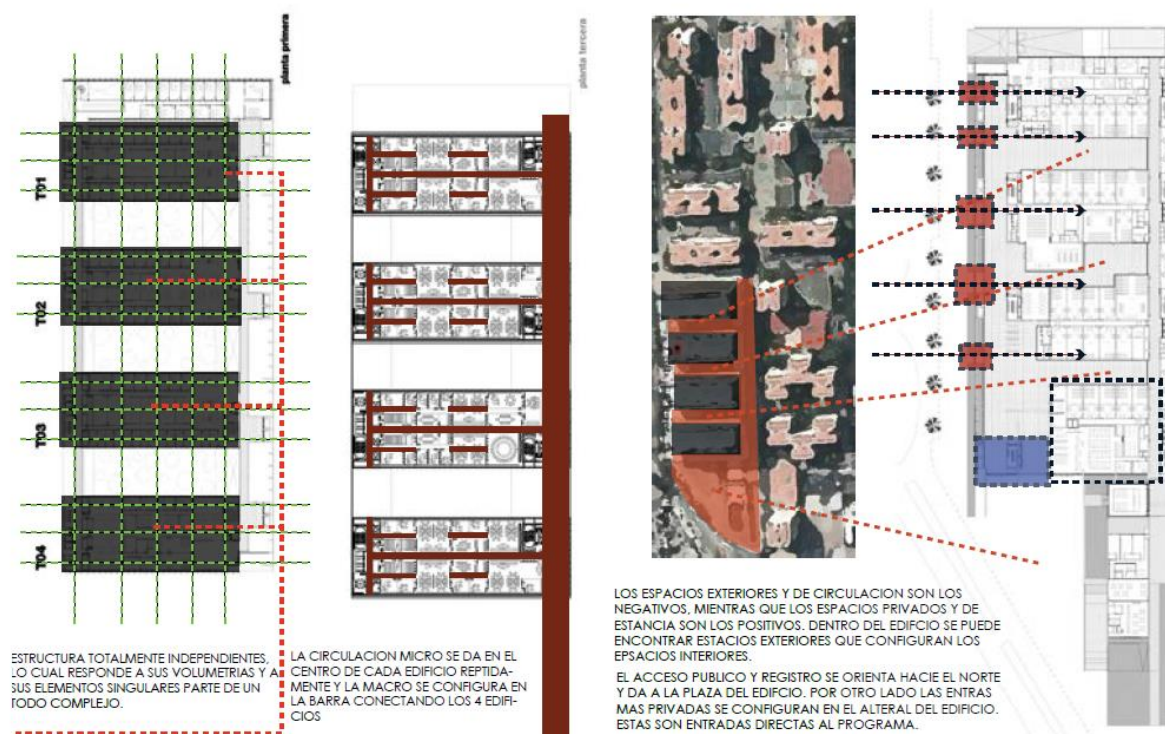 planta primera
planta tercera
T01
T02
T03
T04
ESTRUCTURA TOTALMENTE INDEPENDIENTES,
LO CUAL RESPONDE A SUS VOLUMETRIAS Y A
SUS ELEMENTOS SINGULARES PARTE DE UN
TODO COMPLEJO.
LA CIRCULACION MICRO SE DA EN EL
CENTRO DE CADA EDIFICIO REPTIDA-
MENTE Y LA MACRO SE CONFIGURA EN
LA BARRA CONECTANDO LOS 4 EDIFI-
CIOS
LOS ESPACIOS EXTERIORES Y DE CIRCULACION SON LOS
NEGATIVOS, MIENTRAS QUE LOS ESPACIOS PRIVADOS Y DE
ESTANCIA SON LOS POSITIVOS. DENTRO DEL EDIFCIO SE PUEDE
ENCONTRAR ESTACIOS EXTERIORES QUE CONFIGURAN LOS
EPSACIOS INTERIORES.
EL ACCESO PUBLICO Y REGISTRO SE ORIENTA HACIE EL NORTE
Y DA A LA PLAZA DEL EDIFCIO. POR OTRO LADO LAS ENTRAS
MAS PRIVADAS SE CONFIGURAN EN EL ALTERAL DEL EDIFICIO.
ESTAS SON ENTRADAS DIRECTAS AL PROGRAMA.